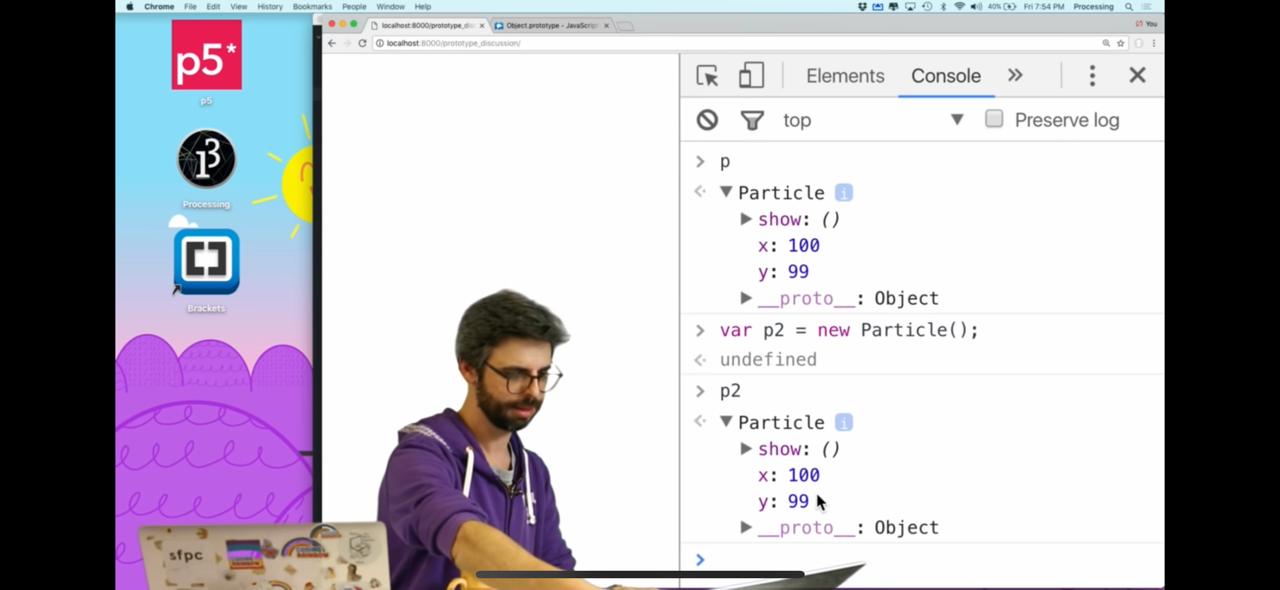 Chrome File Edit View History Bookmarks People Window Help
40% Fri 7:54 PM Processing
p5*
p5
Processing
Brackets
localhost:8000/prototype_dis
Object.prototype - JavaScript
You
localhost:8000/prototype_discussion/
Elements Console »
top Preserve log
> p
Particle i
show: ()
x: 100
y: 99
__proto__: Object
> var p2 = new Particle();
undefined
> p2
Particle i
show: ()
x: 100
y: 99
__proto__: Object
>
sfpc